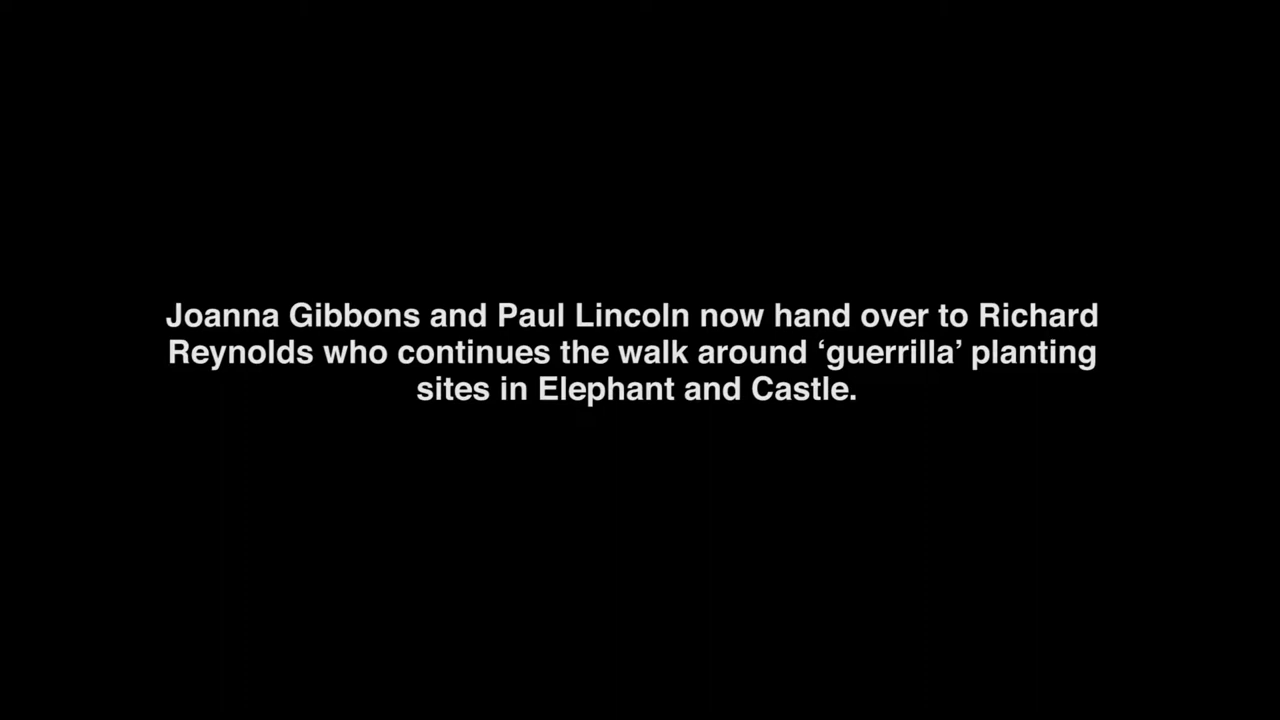 Joanna Gibbons and Paul Lincoln now hand over to Richard
Reynolds who continues the walk around ‘guerrilla’ planting
sites in Elephant and Castle.